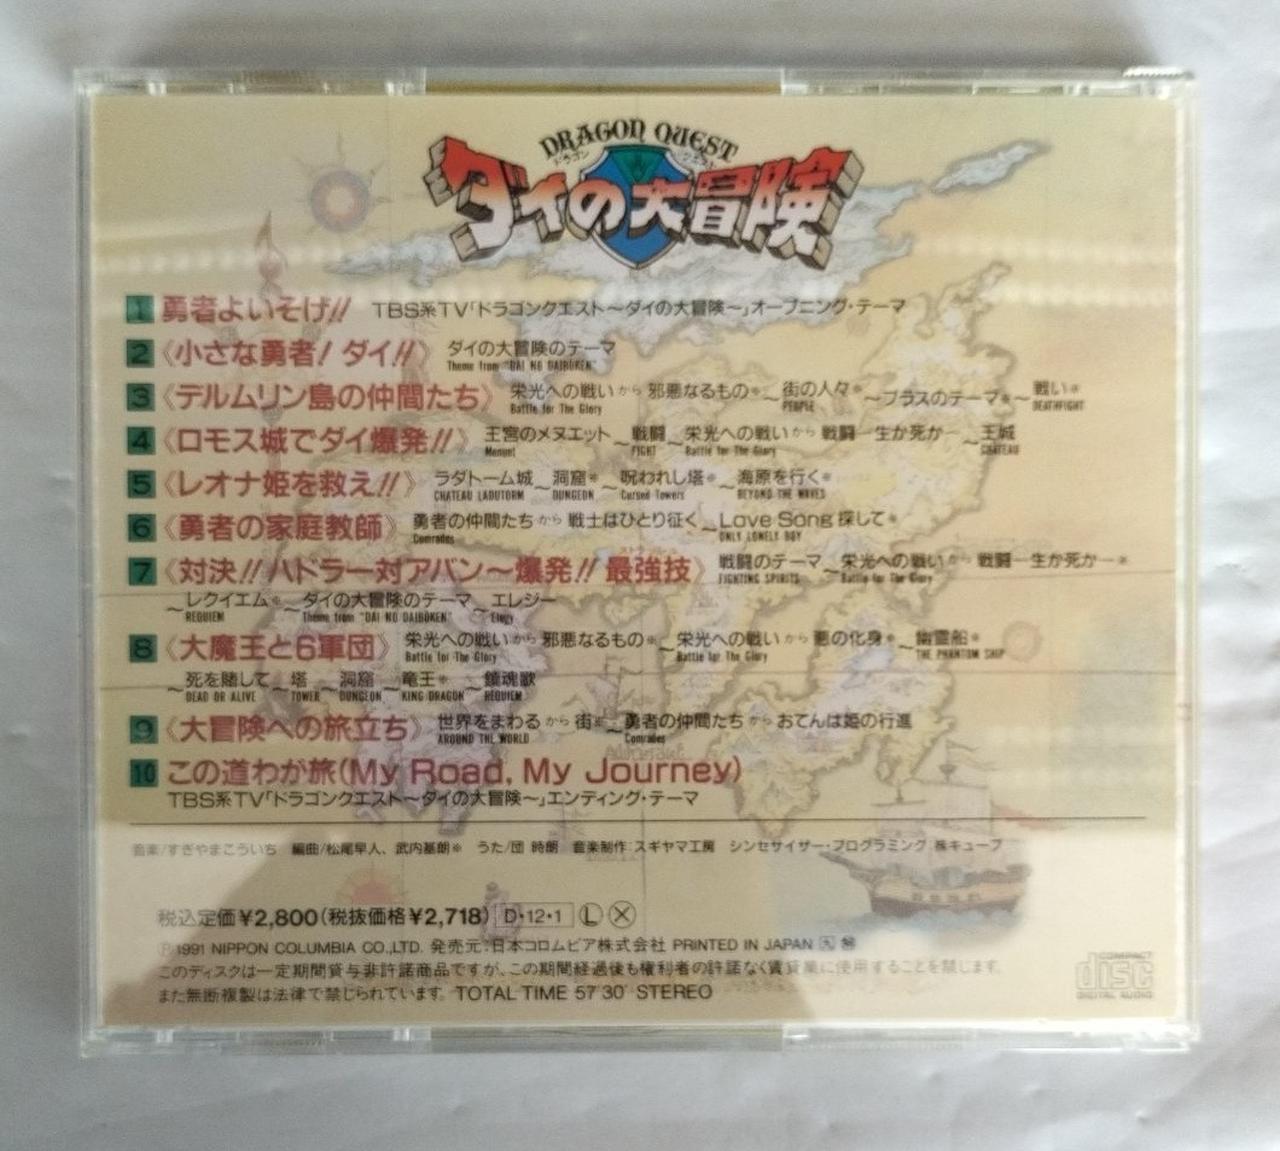 DRAGON QUEST
ドラゴン クエスト
ダイの大冒険
1 勇者よいそげ!! TBS系TV「ドラゴンクエスト〜ダイの大冒険〜」オープニング・テーマ
2 《小さな勇者! ダイ!!》 ダイの大冒険のテーマ
Theme from "DAI NO DAIBOKEN"
3 《デルムリン島の仲間たち》 栄光への戦いから邪悪なるもの※〜街の人々※〜ブラスのテーマ※〜戦い※
Battle for The Glory PEOPLE DEATHFIGHT
4 《ロモス城でダイ爆発!!》 王宮のメヌエット〜戦闘〜栄光への戦いから戦闘—生か死か—〜王城
Menuet FIGHT Battle for The Glory CHATEAU
5 《レオナ姫を救え!!》 ラダトーム城〜洞窟※〜呪われし塔※〜海原を行く※
CHATEAU LADUTORM DUNGEON Cursed Towers BEYOND THE WAVES
6 《勇者の家庭教師》 勇者の仲間たちから戦士はひとり征く〜Love Song 探して※
Comrades ONLY LONELY BOY
7 《対決!! ハドラー対アバン〜爆発!! 最強技》 戦闘のテーマ〜栄光への戦いから戦闘—生か死か—※
FIGHTING SPIRITS Battle for The Glory
〜レクイエム※〜ダイの大冒険のテーマ〜エレジー
REQUIEM Theme from "DAI NO DAIBOKEN" Elegy
8 《大魔王と6軍団》 栄光への戦いから邪悪なるもの※〜栄光への戦いから悪の化身※〜幽霊船※
Battle for The Glory Battle for The Glory THE PHANTOM SHIP
〜死を賭して〜塔〜洞窟〜竜王※〜鎮魂歌
DEAD OR ALIVE TOWER DUNGEON KING DRAGON REQUIEM
9 《大冒険への旅立ち》 世界をまわるから街※〜勇者の仲間たちからおてんば姫の行進
AROUND THE WORLD Comrades
10 この道わが旅(My Road, My Journey)
TBS系TV「ドラゴンクエスト〜ダイの大冒険〜」エンディング・テーマ
音楽/すぎやまこういち 編曲/松尾早人、武内基朗※ うた/団 時朗 音楽制作:スギヤマ工房 シンセサイザー・プログラミング:㈱キューブ
税込定価¥2,800(税抜価格¥2,718) D・12・1 Ⓛ Ⓧ
Ⓟ1991 NIPPON COLUMBIA CO.,LTD. 発売元:日本コロムビア株式会社 PRINTED IN JAPAN
このディスクは一定期間貸与非許諾商品ですが、この期間経過後も権利者の許諾なく賃貸業に使用することを禁じます。
また無断複製は法律で禁じられています。 TOTAL TIME 57′30″ STEREO
COMPACT
disc
DIGITAL AUDIO